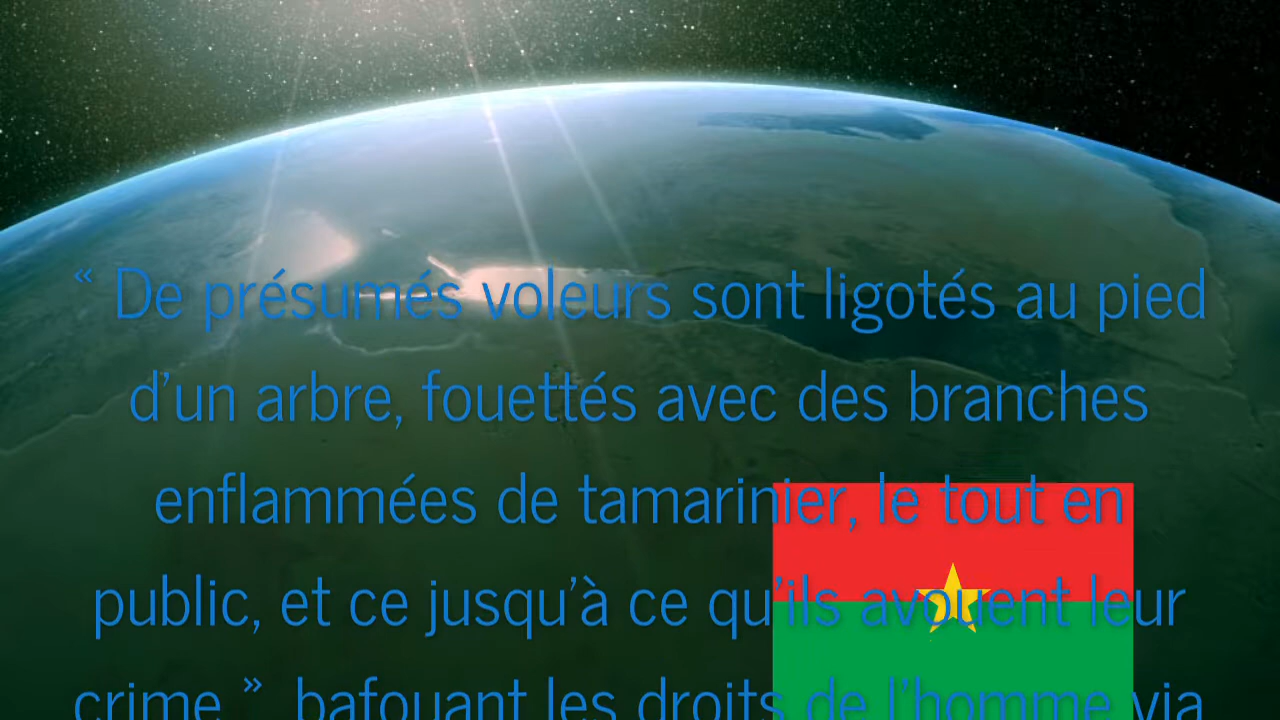 “ De présumés voleurs sont ligotés au pied
d’un arbre, fouettés avec des branches
enflammées de tamarinier, le tout en
public, et ce jusqu’à ce qu’ils avouent leur
crime ”, bafouant les droits de l’homme via